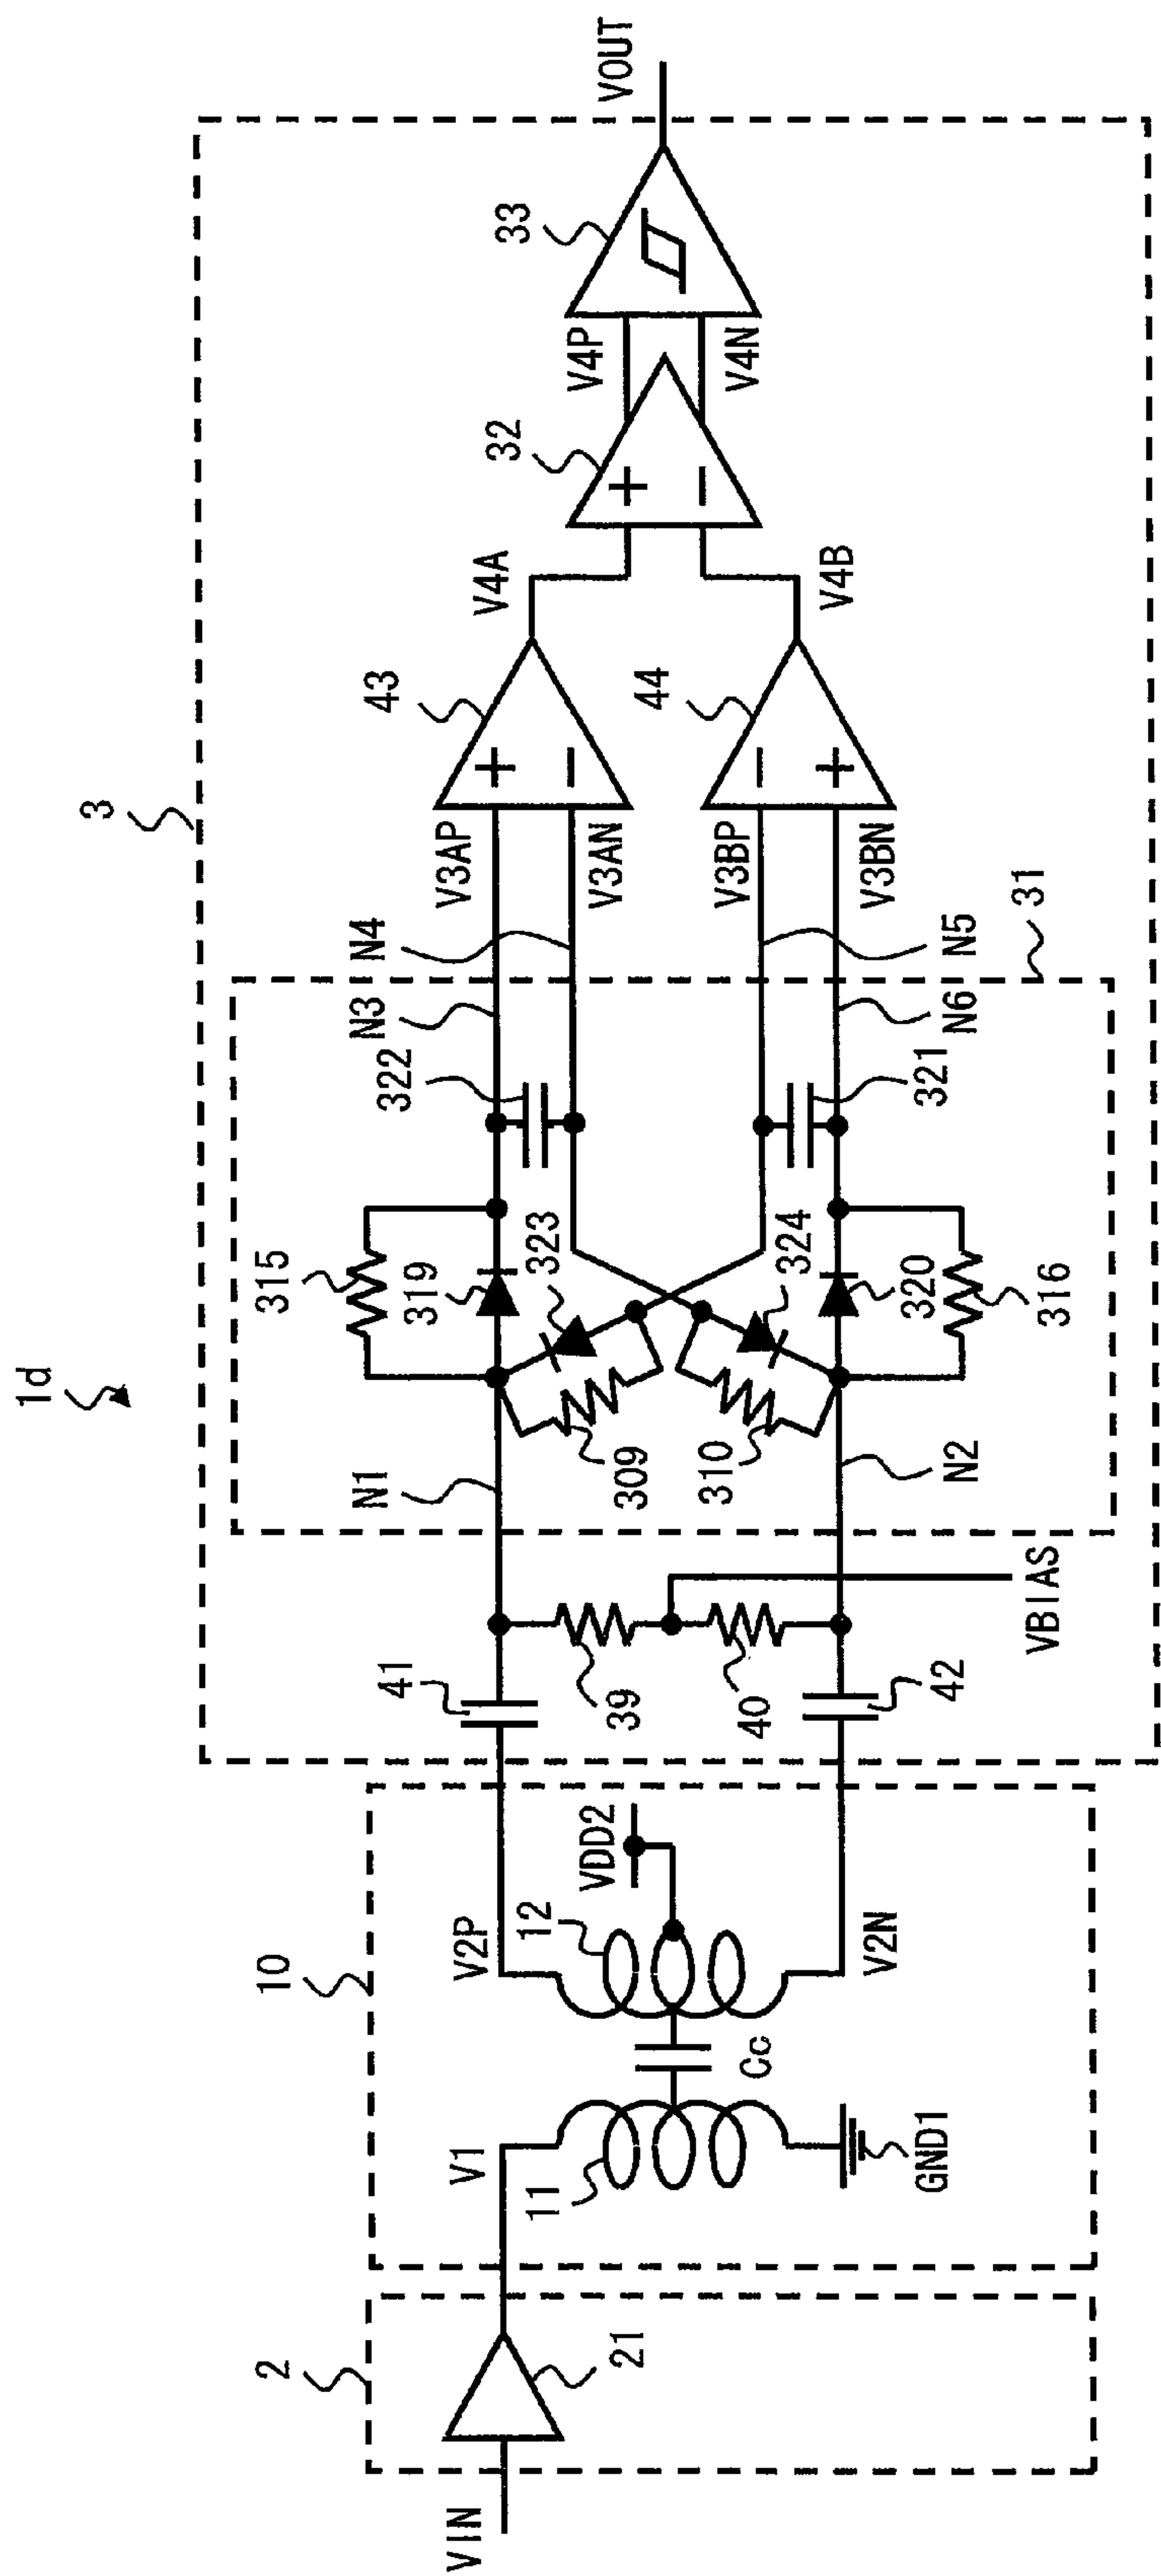 1d
3
VOUT
33
V4P
V4N
32
V4A
V4B
43
44
V3AP
V3AN
V3BP
V3BN
31
N4
N5
N3
N6
322
321
315
319
323
324
320
316
309
310
N1
N2
VBIAS
41
39
40
42
10
VDD2
V2P
12
V2N
Cc
V1
11
GND1
2
21
VIN